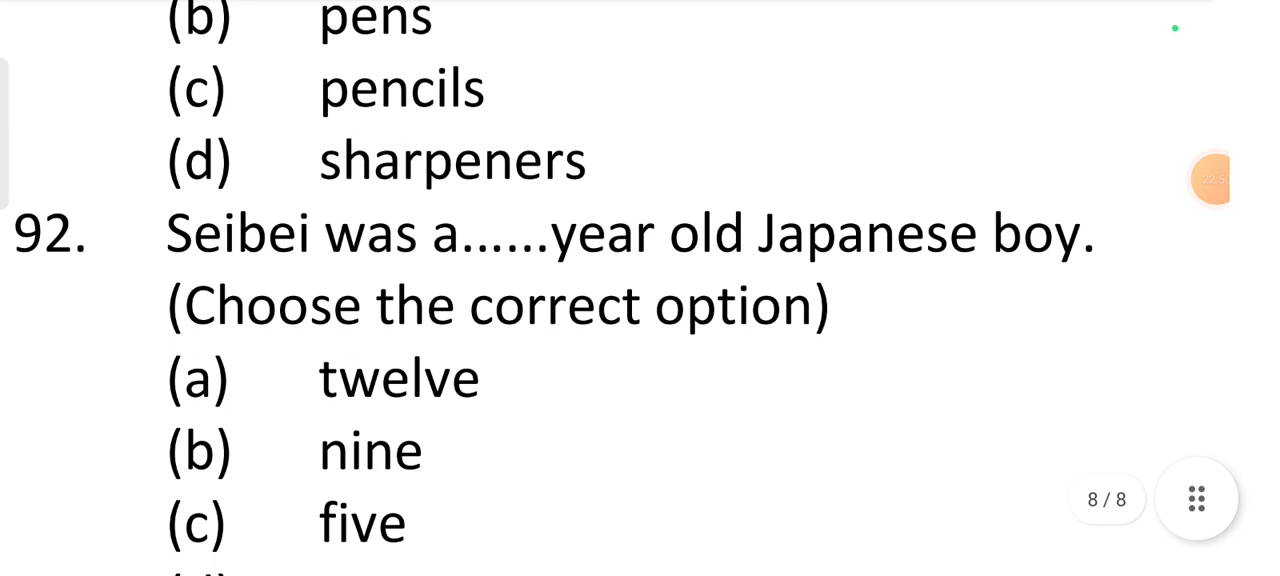 (b) pens
(c) pencils
(d) sharpeners
92. Seibei was a......year old Japanese boy.
(Choose the correct option)
(a) twelve
(b) nine
(c) five
8 / 8